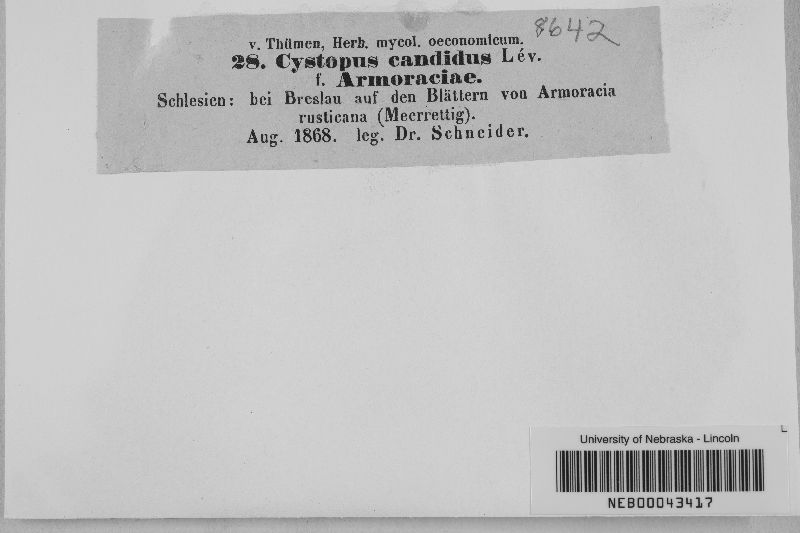 8642
v. Thümen, Herb. mycol. oeconomicum.
28. Cystopus candidus Lév.
f. Armoraciae.
Schlesien: bei Breslau auf den Blättern von Armoracia
rusticana (Meerrettig).
Aug. 1868. leg. Dr. Schneider.
University of Nebraska - Lincoln
NEB00043417